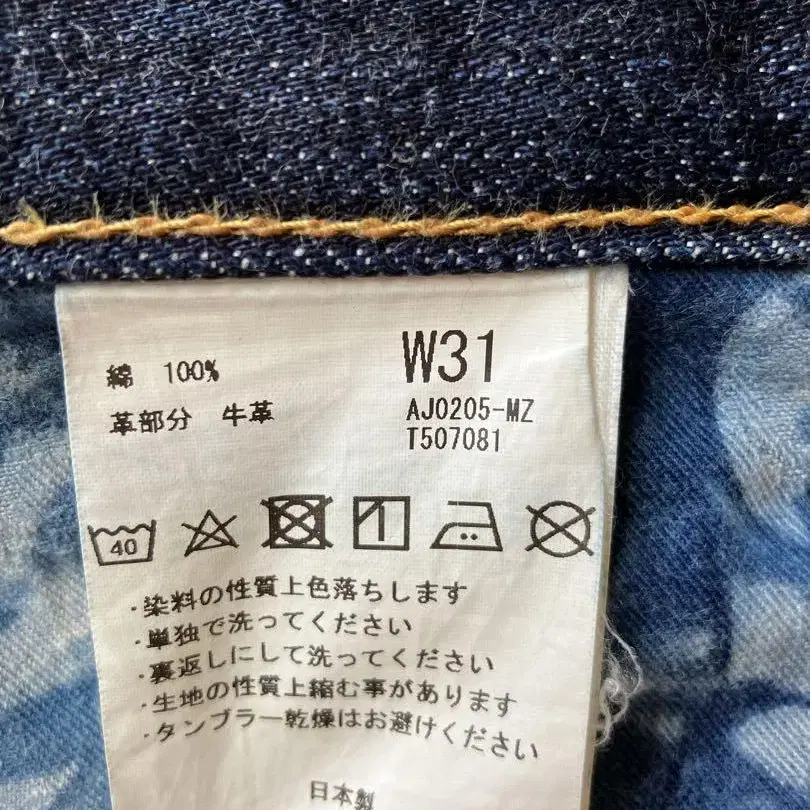 綿 100%
革部分 牛革
W31
AJ0205-MZ
T507081
40
・染料の性質上色落ちします
・単独で洗ってください
・裏返しにして洗ってください
・生地の性質上縮む事があります
・タンブラー乾燥はお避けください
日本製